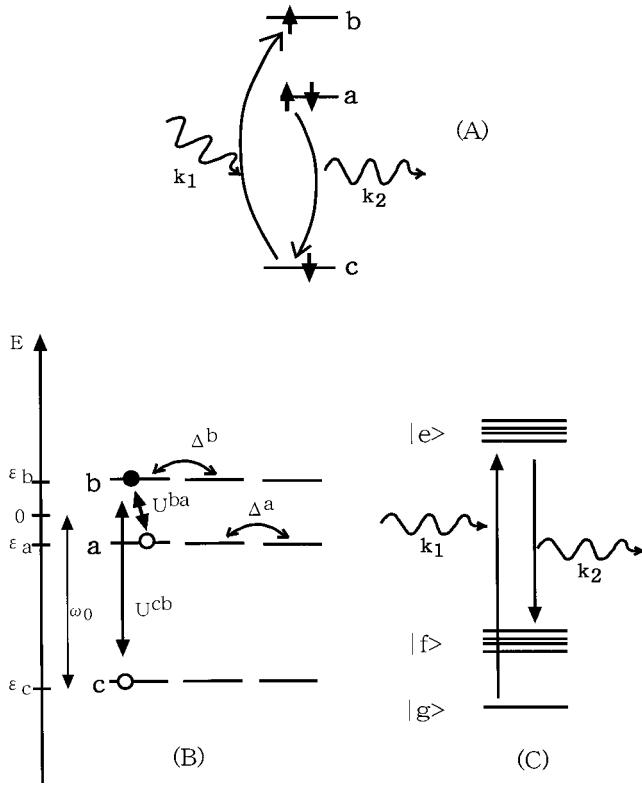 b
a
(A)
k1
k2
c
E
Δb
εb
b
Uba
0
Δa
εa
a
ω0
Ucb
εc
c
(B)
|e>
k1
k2
|f>
|g>
(C)